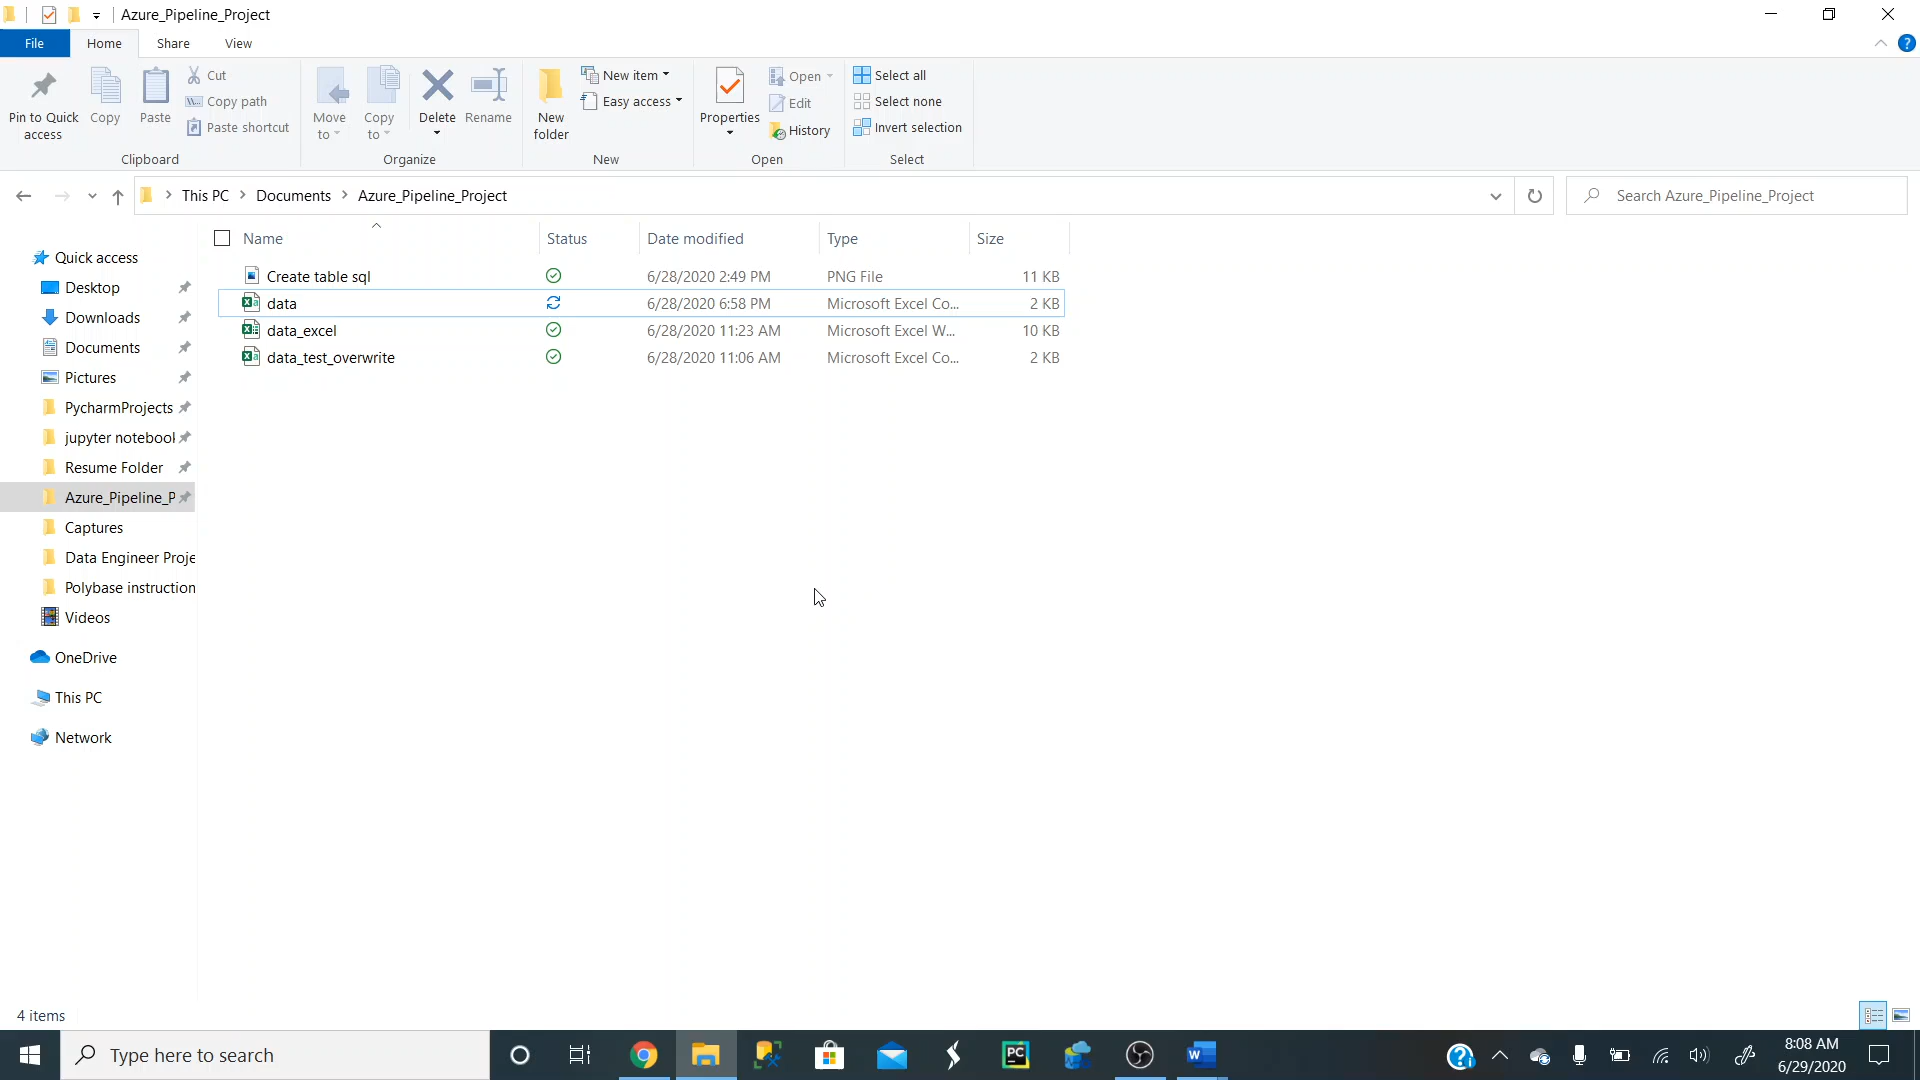 Azure_Pipeline_Project
File Home Share View
Pin to Quick access
Copy
Paste
Cut
Copy path
Paste shortcut
Clipboard
Move to
Copy to
Delete
Rename
Organize
New folder
New item
Easy access
New
Properties
Open
Edit
History
Open
Select all
Select none
Invert selection
Select
This PC > Documents > Azure_Pipeline_Project
Search Azure_Pipeline_Project
Name Status Date modified Type Size
Create table sql 6/28/2020 2:49 PM PNG File 11 KB
data 6/28/2020 6:58 PM Microsoft Excel Co... 2 KB
data_excel 6/28/2020 11:23 AM Microsoft Excel W... 10 KB
data_test_overwrite 6/28/2020 11:06 AM Microsoft Excel Co... 2 KB
Quick access
Desktop
Downloads
Documents
Pictures
PycharmProjects
jupyter notebook
Resume Folder
Azure_Pipeline_P
Captures
Data Engineer Proje
Polybase instruction
Videos
OneDrive
This PC
Network
4 items
Type here to search
PC
W
8:08 AM
6/29/2020